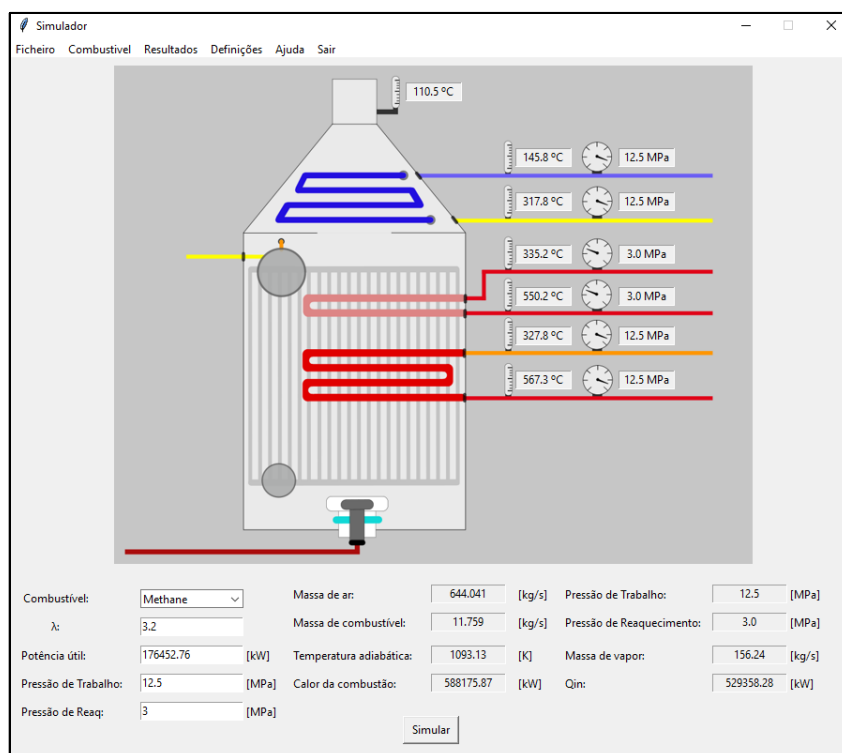 Simulador
Ficheiro Combustivel Resultados Definições Ajuda Sair
110.5 ºC
145.8 ºC 12.5 MPa
317.8 ºC 12.5 MPa
335.2 ºC 3.0 MPa
550.2 ºC 3.0 MPa
327.8 ºC 12.5 MPa
567.3 ºC 12.5 MPa
Combustível: Methane Massa de ar: 644.041 [kg/s] Pressão de Trabalho: 12.5 [MPa]
λ: 3.2 Massa de combustível: 11.759 [kg/s] Pressão de Reaquecimento: 3.0 [MPa]
Potência útil: 176452.76 [kW] Temperatura adiabática: 1093.13 [K] Massa de vapor: 156.24 [kg/s]
Pressão de Trabalho: 12.5 [MPa] Calor da combustão: 588175.87 [kW] Qin: 529358.28 [kW]
Pressão de Reaq: 3 [MPa]
Simular